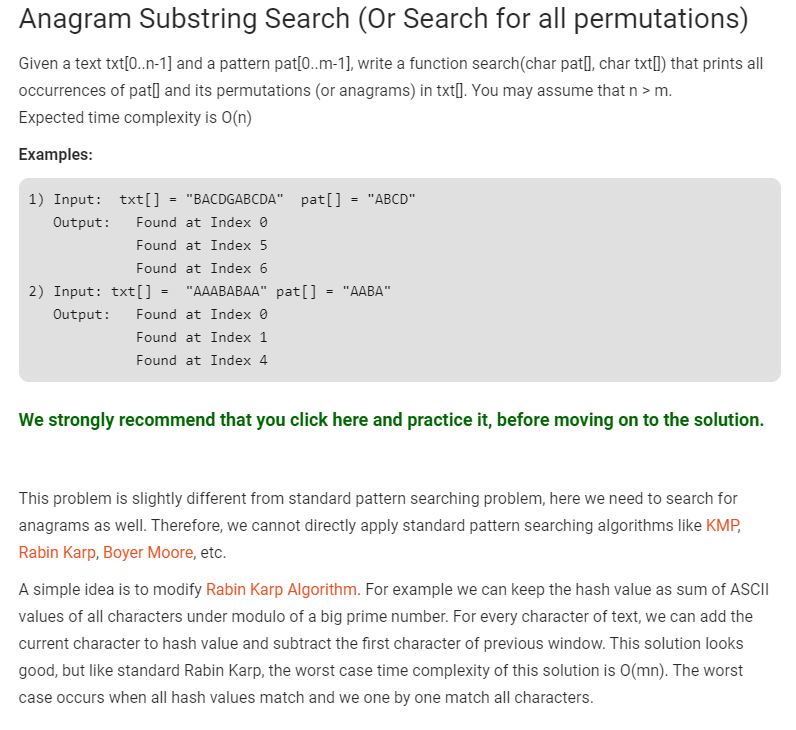 Anagram Substring Search (Or Search for all permutations)
Given a text txt[0..n-1] and a pattern pat[0..m-1], write a function search(char pat[], char txt[]) that prints all
occurrences of pat[] and its permutations (or anagrams) in txt[]. You may assume that n > m.
Expected time complexity is O(n)
Examples:
1) Input:  txt[] = "BACDGABCDA"  pat[] = "ABCD"
   Output:   Found at Index 0
             Found at Index 5
             Found at Index 6
2) Input: txt[] =  "AAABABAA" pat[] = "AABA"
   Output:   Found at Index 0
             Found at Index 1
             Found at Index 4
We strongly recommend that you click here and practice it, before moving on to the solution.
This problem is slightly different from standard pattern searching problem, here we need to search for
anagrams as well. Therefore, we cannot directly apply standard pattern searching algorithms like KMP,
Rabin Karp, Boyer Moore, etc.
A simple idea is to modify Rabin Karp Algorithm. For example we can keep the hash value as sum of ASCII
values of all characters under modulo of a big prime number. For every character of text, we can add the
current character to hash value and subtract the first character of previous window. This solution looks
good, but like standard Rabin Karp, the worst case time complexity of this solution is O(mn). The worst
case occurs when all hash values match and we one by one match all characters.